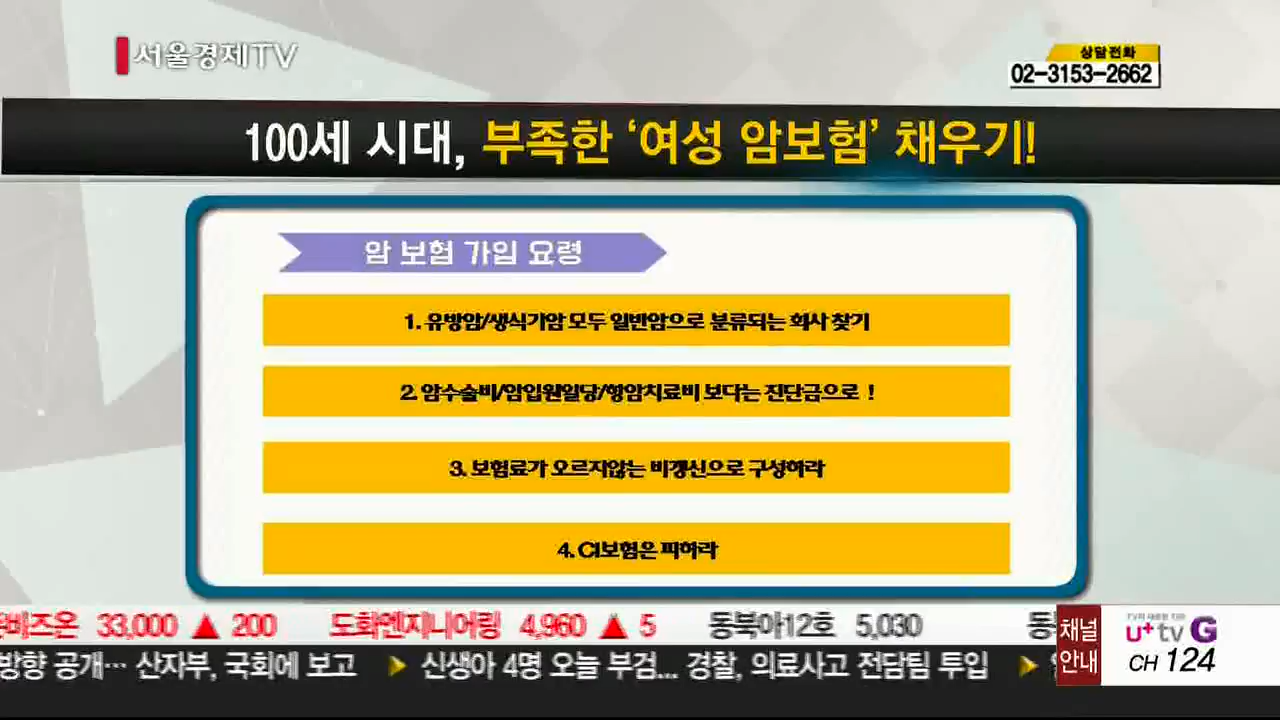 서울경제TV
상담전화
02-3153-2662
100세 시대, 부족한 '여성 암보험' 채우기!
암 보험 가입 요령
1. 유방암/생식기암 모두 일반암으로 분류되는 회사 찾기
2. 암수술비/암입원일당/항암치료비 보다는 진단금으로 !
3. 보험료가 오르지않는 비갱신으로 구성하라
4. CI보험은 피하라
비즈온 33,000 ▲ 200 도화엔지니어링 4,960 ▲ 5 동북아12호 5,030
채널
안내
u+ tv G
CH 124
방향 공개… 산자부, 국회에 보고 ▶ 신생아 4명 오늘 부검... 경찰, 의료사고 전담팀 투입 ▶